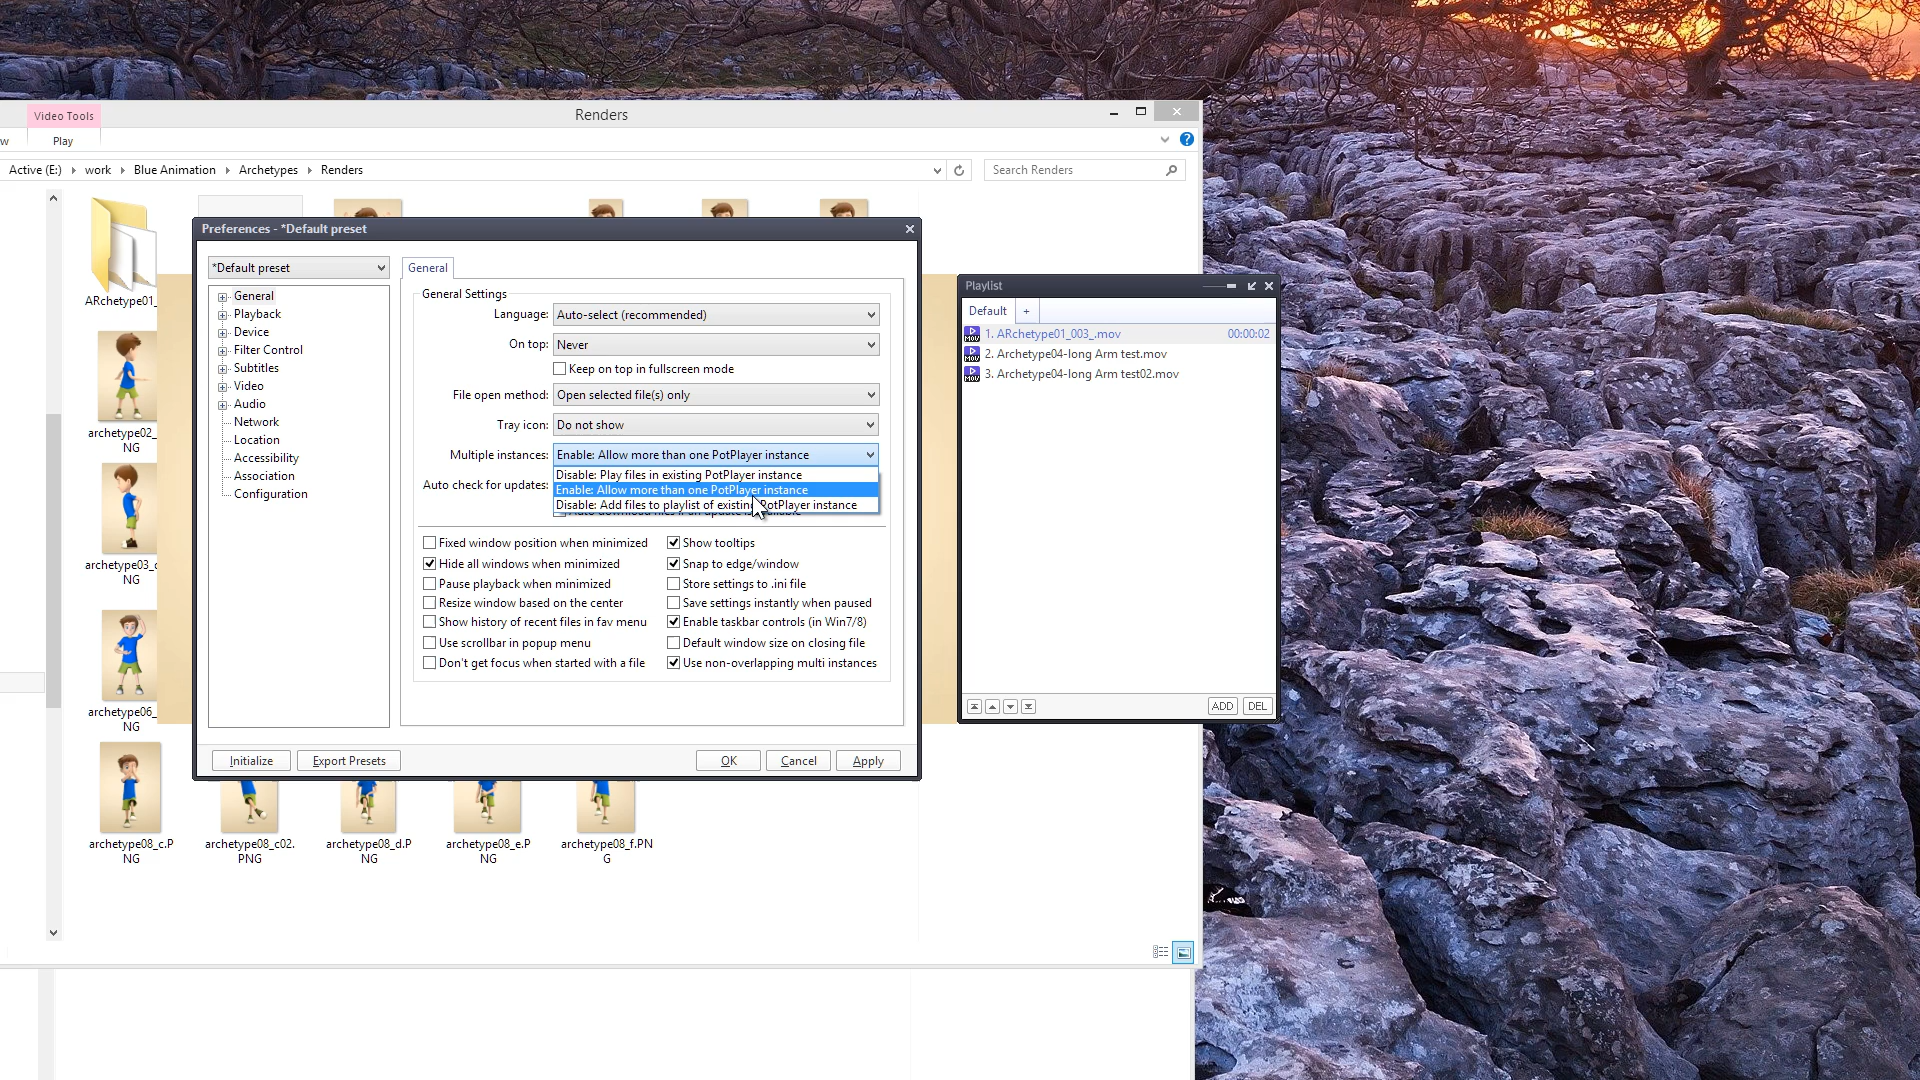 Video Tools
Renders
w
Play
Active (E:) work Blue Animation Archetypes Renders
Search Renders
Preferences - *Default preset
*Default preset
General
Playback
Device
Filter Control
Subtitles
Video
Audio
Network
Location
Accessibility
Association
Configuration
General
General Settings
Language: Auto-select (recommended)
On top: Never
Keep on top in fullscreen mode
File open method: Open selected file(s) only
Tray icon: Do not show
Multiple instances: Enable: Allow more than one PotPlayer instance
Disable: Play files in existing PotPlayer instance
Auto check for updates:
Enable: Allow more than one PotPlayer instance
Disable: Add files to playlist of existing PotPlayer instance
Fixed window position when minimized
Show tooltips
Hide all windows when minimized
Snap to edge/window
Pause playback when minimized
Store settings to .ini file
Resize window based on the center
Save settings instantly when paused
Show history of recent files in fav menu
Enable taskbar controls (in Win7/8)
Use scrollbar in popup menu
Default window size on closing file
Don't get focus when started with a file
Use non-overlapping multi instances
Initialize
Export Presets
OK
Cancel
Apply
Playlist
Default +
1. ARchetype01_003_.mov 00:00:02
2. Archetype04-long Arm test.mov
3. Archetype04-long Arm test02.mov
ADD DEL
ARchetype01_
archetype02_
NG
archetype03_
NG
archetype06_
NG
archetype08_c.P
NG
archetype08_c02.
PNG
archetype08_d.P
NG
archetype08_e.P
NG
archetype08_f.PN
G